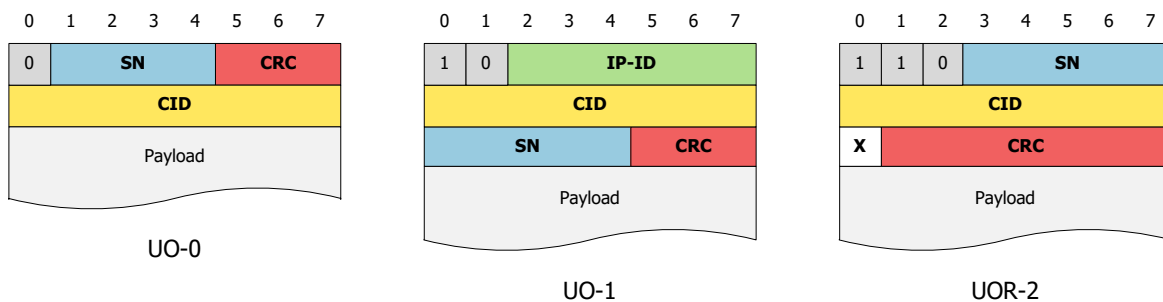 0 1 2 3 4 5 6 7
0 SN CRC
CID
Payload
UO-0
0 1 2 3 4 5 6 7
1 0 IP-ID
CID
SN CRC
Payload
UO-1
0 1 2 3 4 5 6 7
1 1 0 SN
CID
X CRC
Payload
UOR-2